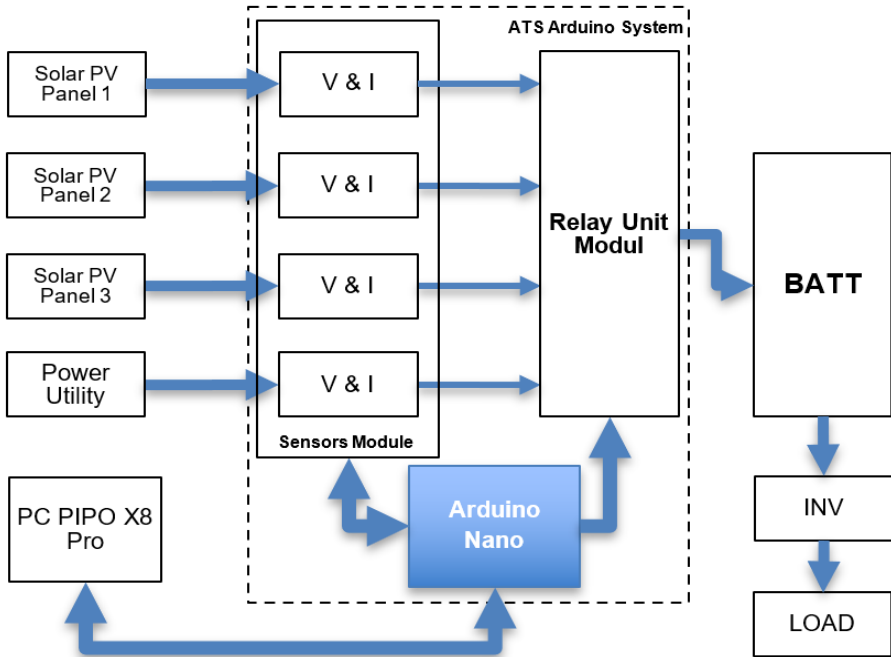 ATS Arduino System
Solar PV
Panel 1
V & I
Solar PV
Panel 2
V & I
Solar PV
Panel 3
V & I
Power
Utility
V & I
Sensors Module
Relay Unit
Modul
BATT
PC PIPO X8
Pro
Arduino
Nano
INV
LOAD